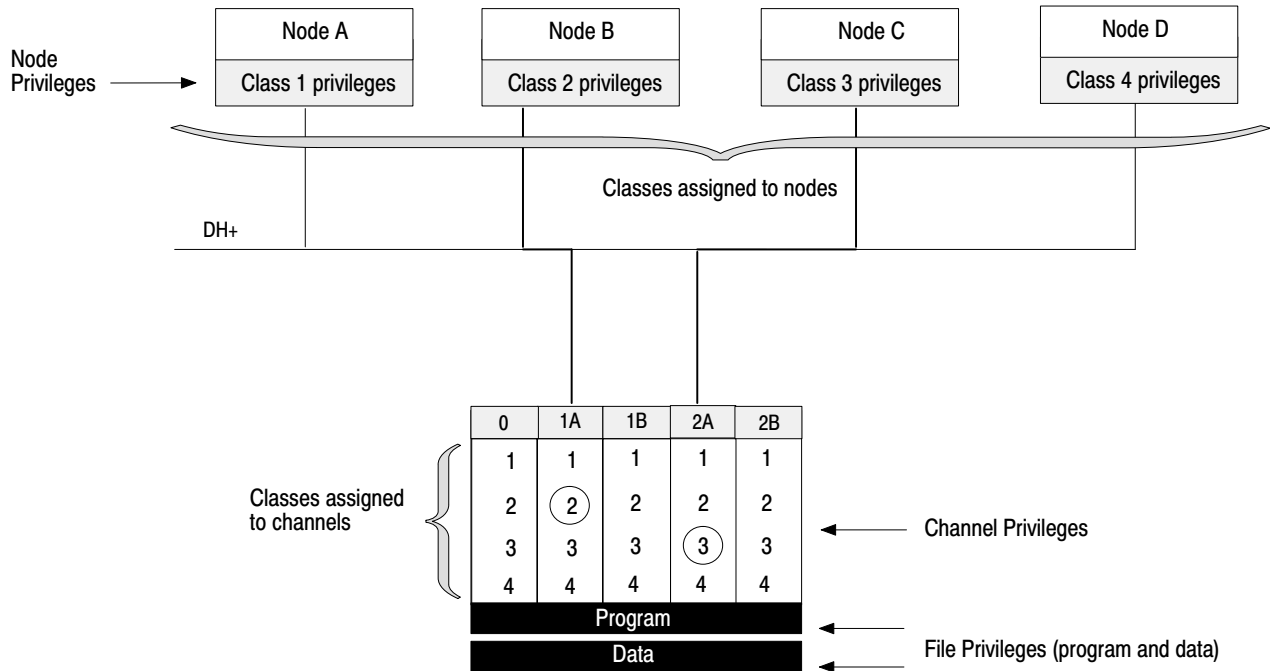 Node A
Node B
Node C
Node D
Node
Privileges
Class 1 privileges
Class 2 privileges
Class 3 privileges
Class 4 privileges
Classes assigned to nodes
DH+
0 1A 1B 2A 2B
1 1 1 1 1
2 2 2 2 2
3 3 3 3 3
4 4 4 4 4
Classes assigned
to channels
Channel Privileges
Program
Data
File Privileges (program and data)